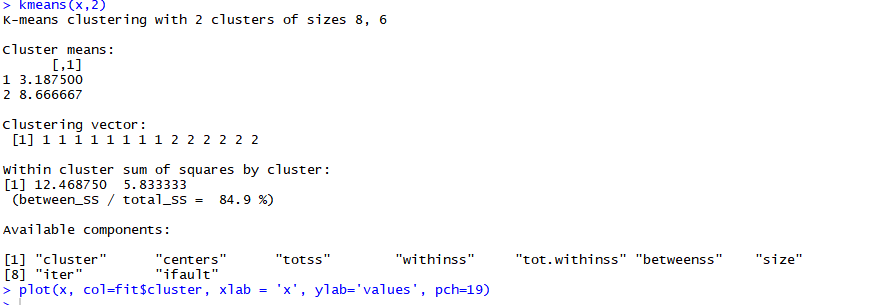 > kmeans(x,2)
K-means clustering with 2 clusters of sizes 8, 6

Cluster means:
      [,1]
1 3.187500
2 8.666667

Clustering vector:
 [1] 1 1 1 1 1 1 1 1 2 2 2 2 2 2

Within cluster sum of squares by cluster:
[1] 12.468750  5.833333
 (between_SS / total_SS =  84.9 %)

Available components:

[1] "cluster"      "centers"      "totss"        "withinss"     "tot.withinss" "betweenss"    "size"
[8] "iter"         "ifault"
> plot(x, col=fit$cluster, xlab = 'x', ylab='values', pch=19)
>